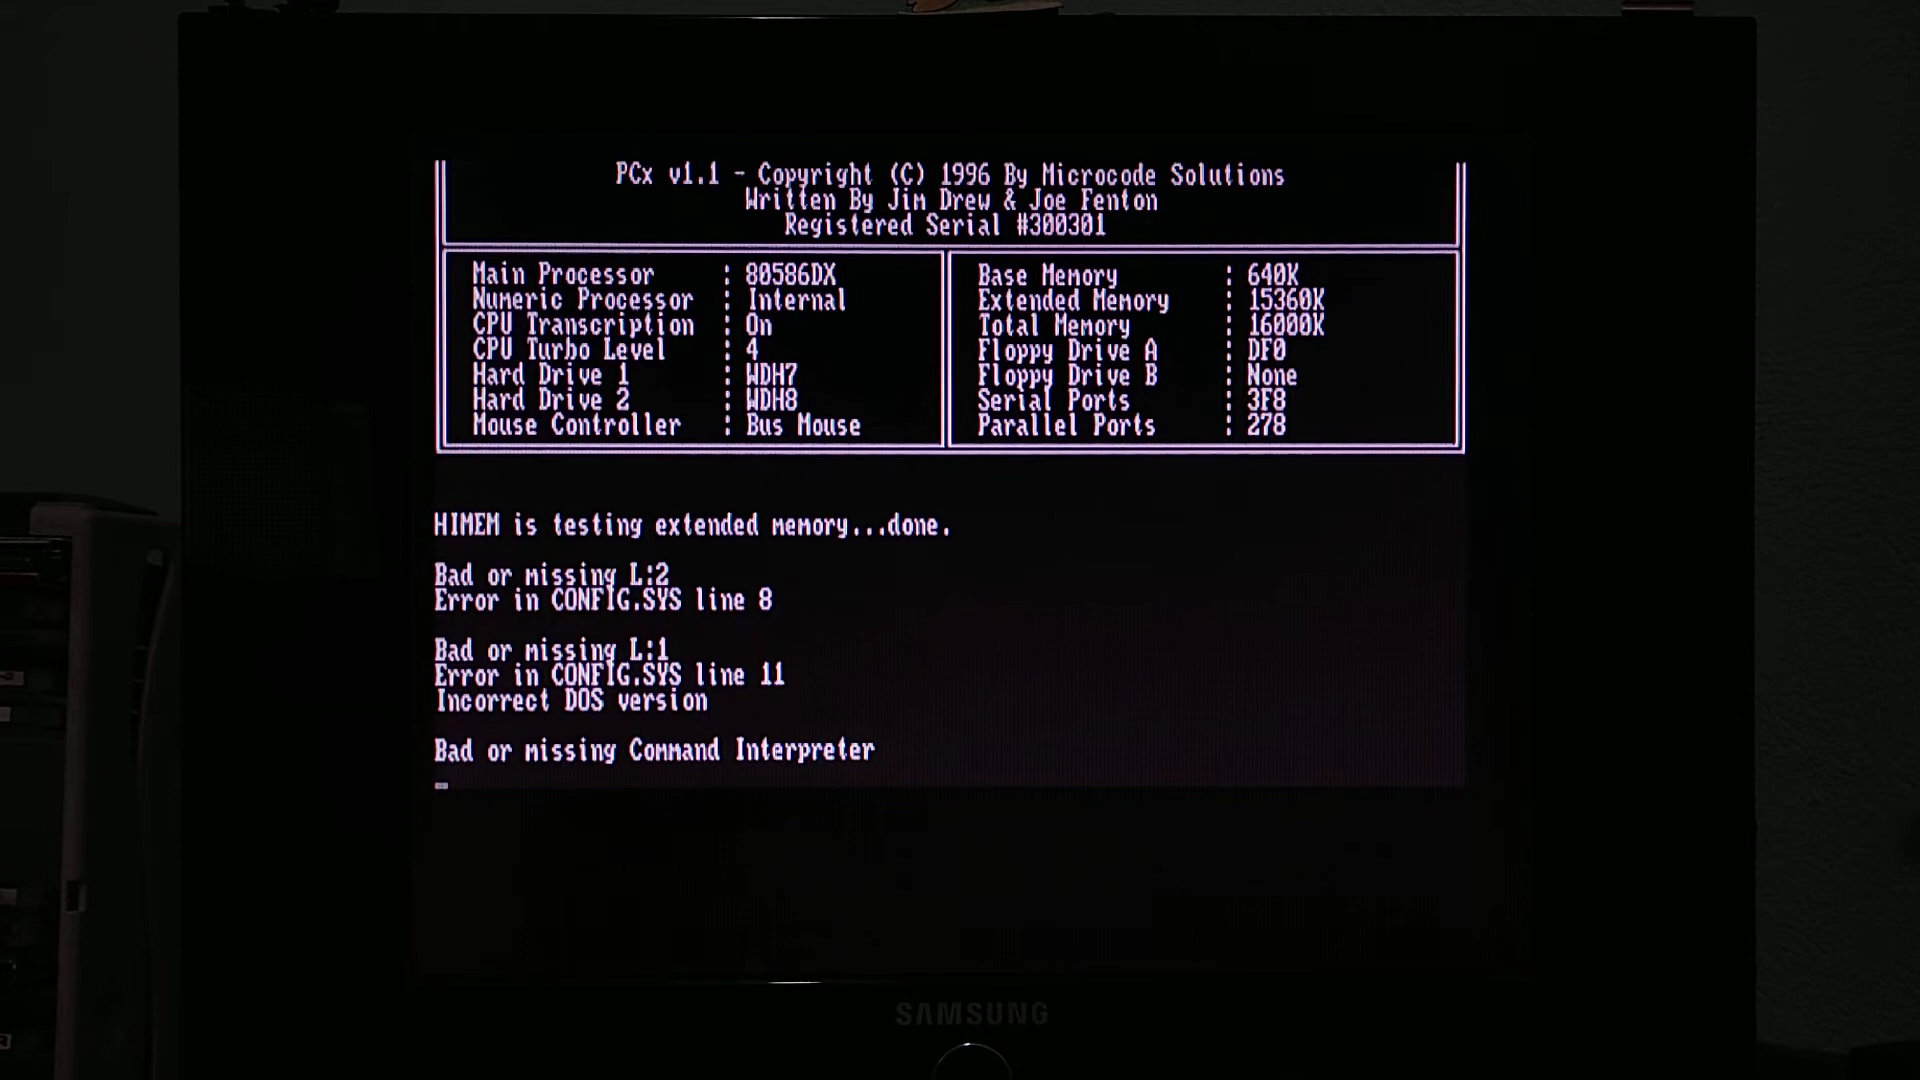 PCx v1.1 - Copyright (C) 1996 By Microcode Solutions
Written By Jim Drew & Joe Fenton
Registered Serial #300301
Main Processor : 80586DX
Numeric Processor : Internal
CPU Transcription : On
CPU Turbo Level : 4
Hard Drive 1 : WDH7
Hard Drive 2 : WDH8
Mouse Controller : Bus Mouse
Base Memory : 640K
Extended Memory : 15360K
Total Memory : 16000K
Floppy Drive A : DF0
Floppy Drive B : None
Serial Ports : 3F8
Parallel Ports : 278
HIMEM is testing extended memory...done.
Bad or missing L:2
Error in CONFIG.SYS line 8
Bad or missing L:1
Error in CONFIG.SYS line 11
Incorrect DOS version
Bad or missing Command Interpreter
SAMSUNG